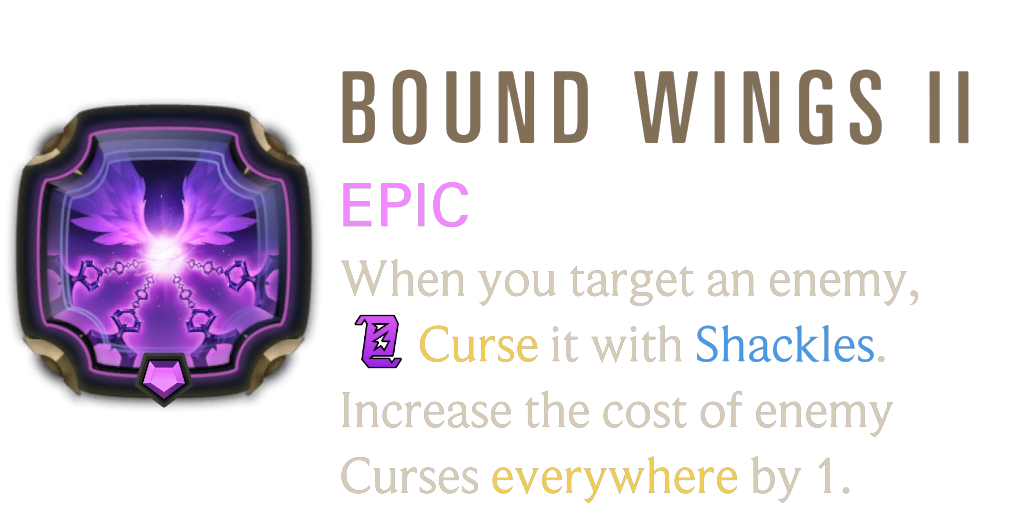 BOUND WINGS II
EPIC
When you target an enemy,
Curse it with Shackles.
Increase the cost of enemy
Curses everywhere by 1.